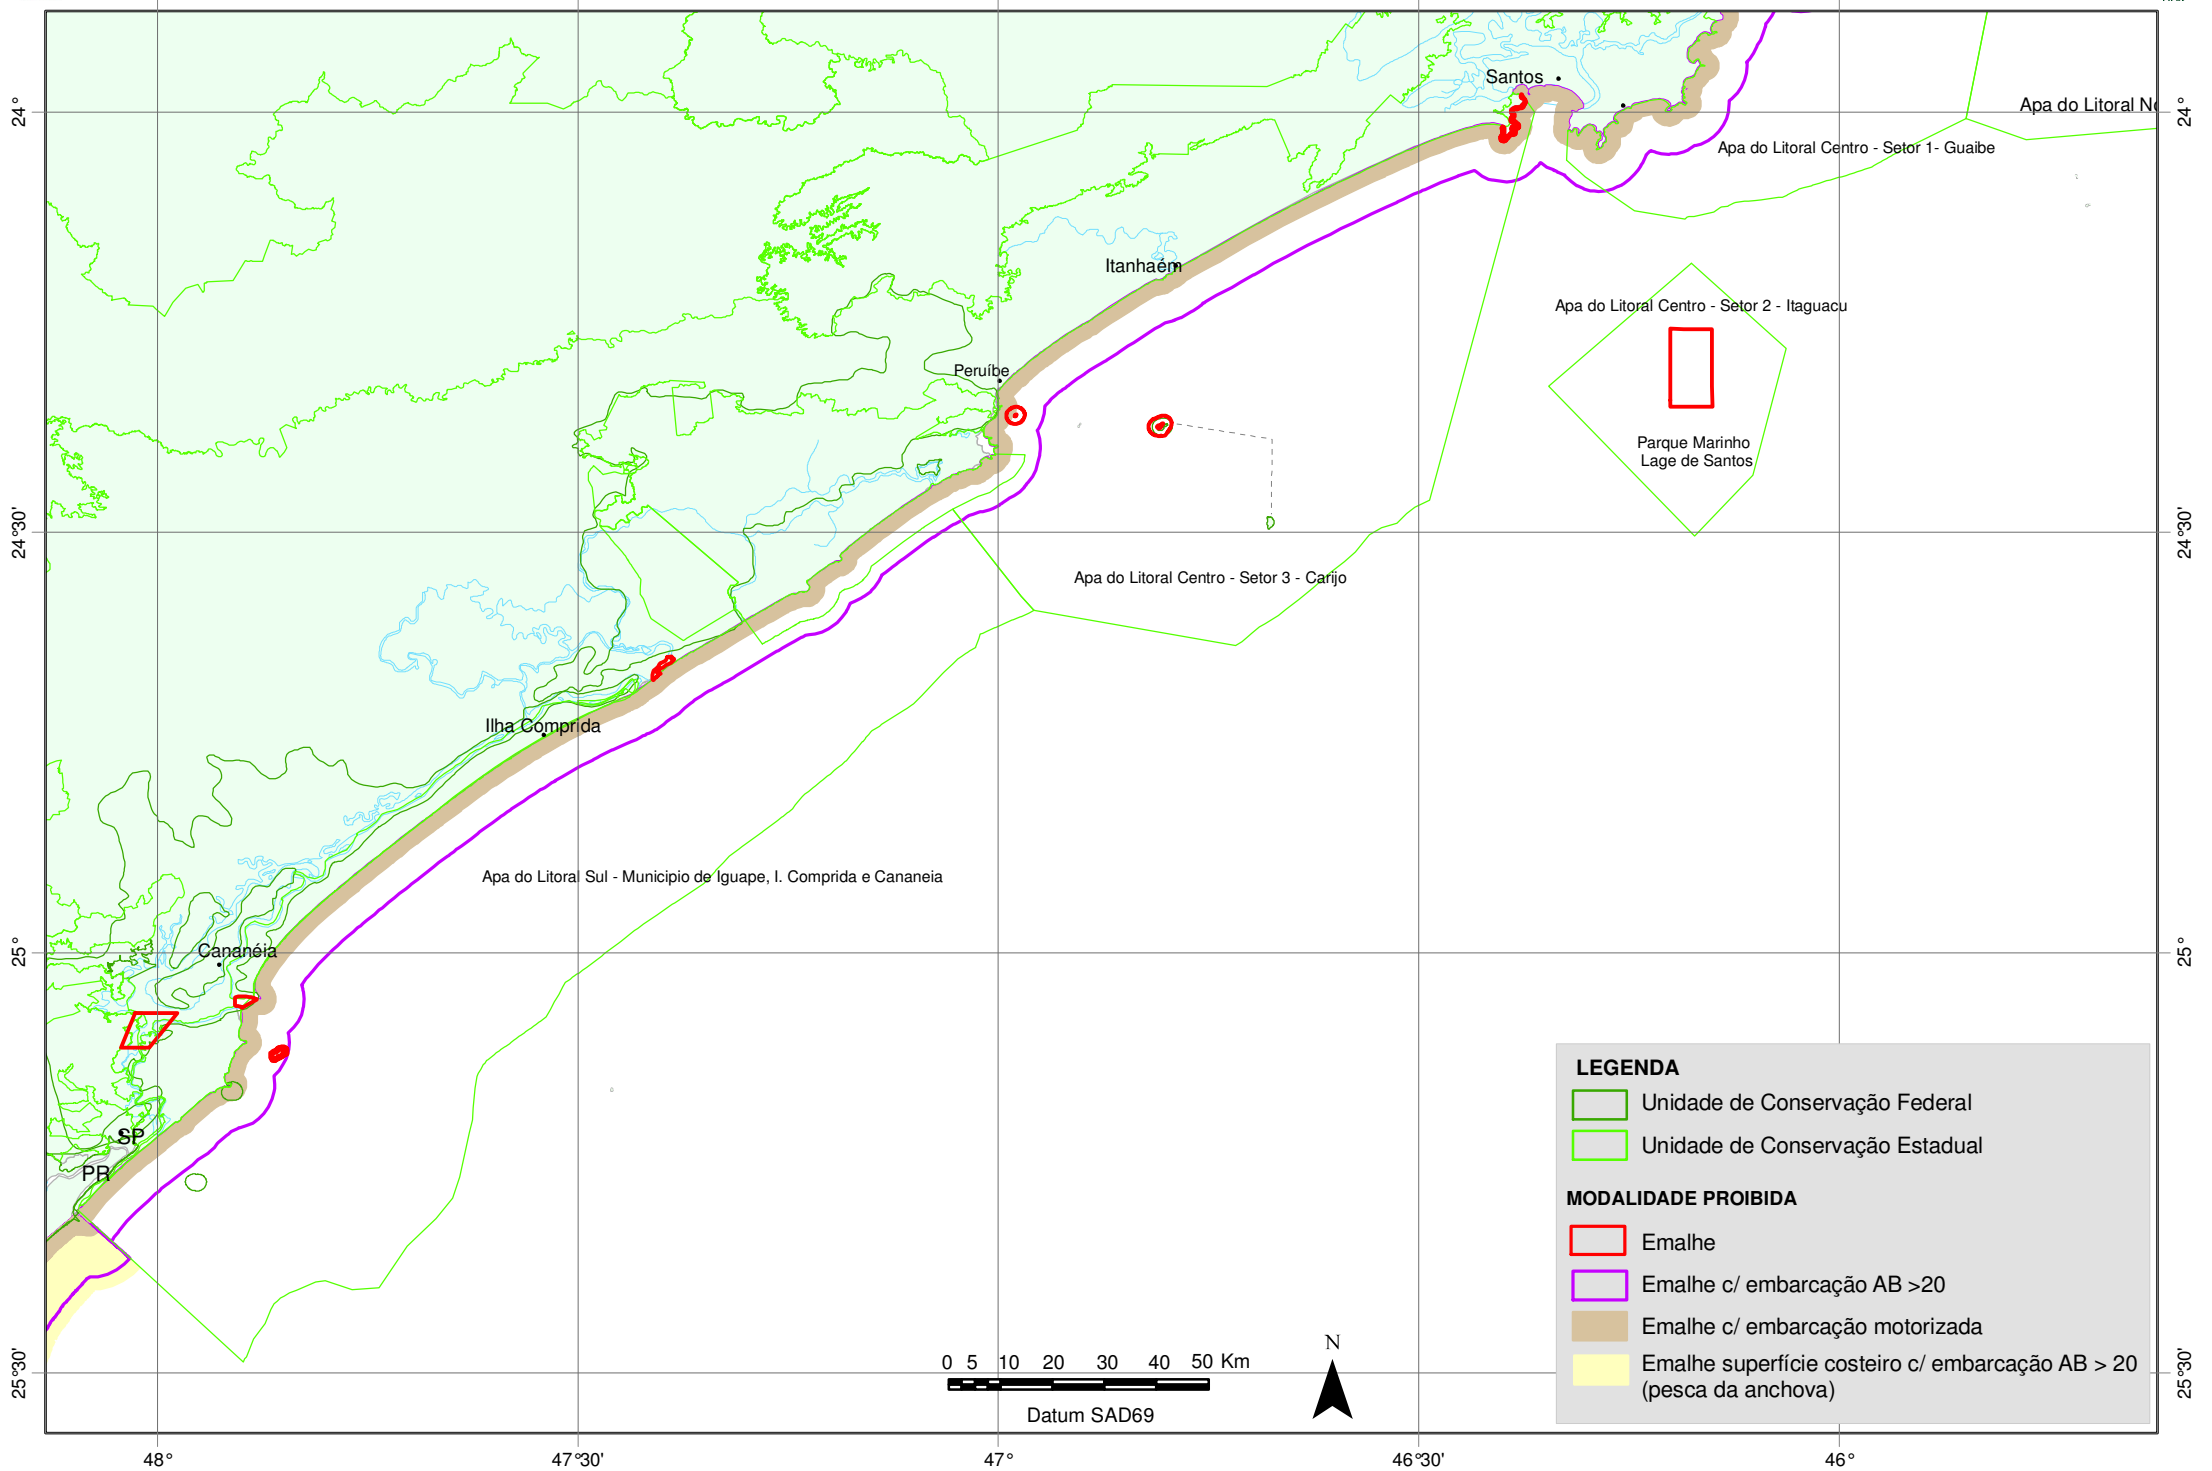 Santos
24°
24°
Apa do Litoral No
Apa do Litoral Centro - Setor 1- Guaibe
Itanhaém
Apa do Litoral Centro - Setor 2 - Itaguacu
Peruíbe
Parque Marinho
Lage de Santos
24°30'
24°30'
Apa do Litoral Centro - Setor 3 - Carijo
Ilha Comprida
Apa do Litoral Sul - Municipio de Iguape, I. Comprida e Cananeia
25°
25°
Cananéia
SP
PR
LEGENDA
Unidade de Conservação Federal
Unidade de Conservação Estadual
MODALIDADE PROIBIDA
Emalhe
Emalhe c/ embarcação AB >20
Emalhe c/ embarcação motorizada
Emalhe superfície costeiro c/ embarcação AB > 20
(pesca da anchova)
N
0 5 10 20 30 40 50 Km
Datum SAD69
25°30'
25°30'
48° 47°30' 47° 46°30' 46°